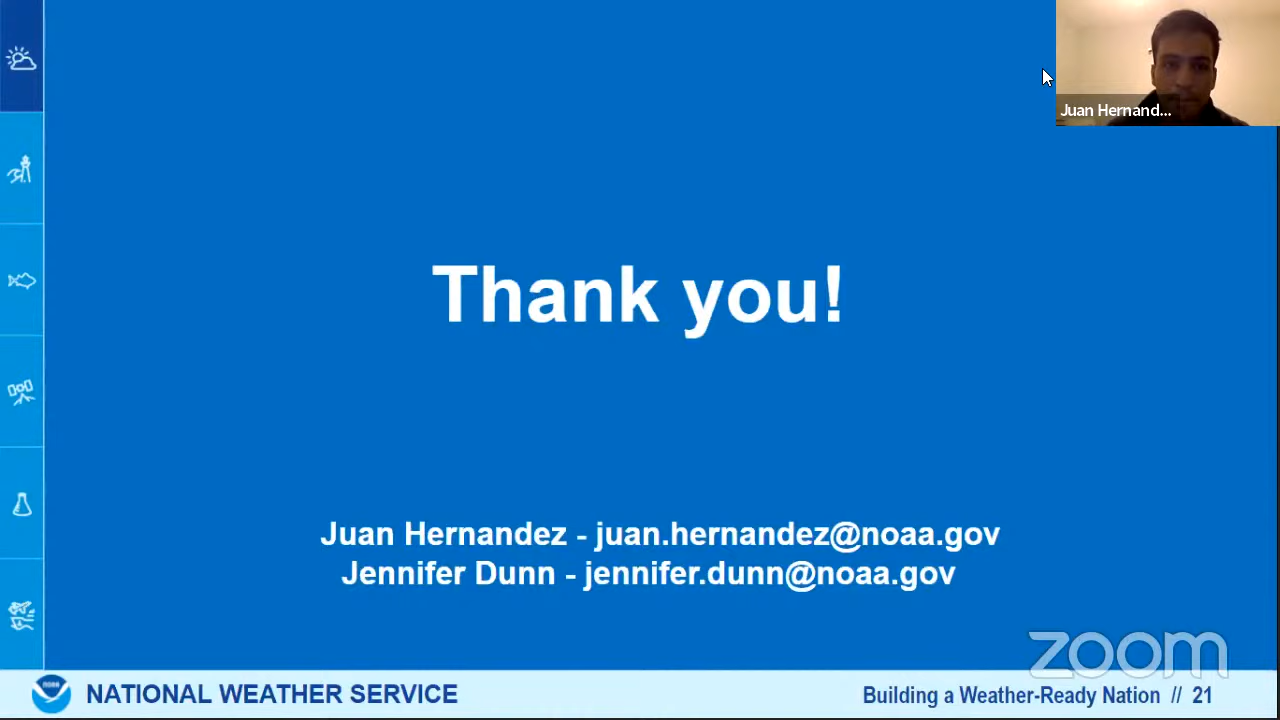 Juan Hernand...
Thank you!
Juan Hernandez - juan.hernandez@noaa.gov
Jennifer Dunn - jennifer.dunn@noaa.gov
zoom
noaa
NATIONAL WEATHER SERVICE
Building a Weather-Ready Nation // 21